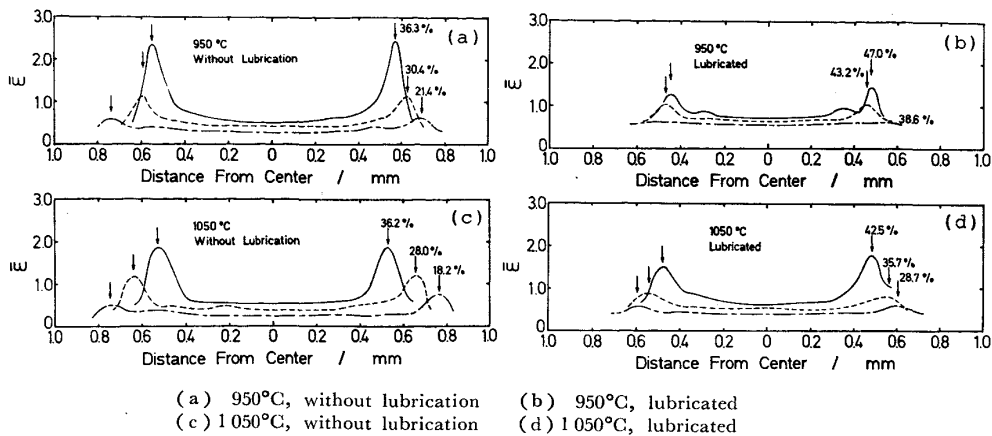 3.0
2.0
1.0
0
ε̅
950 °C
Without Lubrication
36.3 %
30.4 %
21.4 %
(a)
1.0 0.8 0.6 0.4 0.2 0 0.2 0.4 0.6 0.8 1.0
Distance From Center / mm
3.0
2.0
1.0
0
ε̅
950 °C
Lubricated
47.0 %
43.2 %
38.6 %
(b)
1.0 0.8 0.6 0.4 0.2 0 0.2 0.4 0.6 0.8 1.0
Distance From Center / mm
3.0
2.0
1.0
0
ε̅
1050 °C
Without Lubrication
36.2 %
28.0 %
18.2 %
(c)
1.0 0.8 0.6 0.4 0.2 0 0.2 0.4 0.6 0.8 1.0
Distance From Center / mm
3.0
2.0
1.0
0
ε̅
1050 °C
Lubricated
42.5 %
35.7 %
28.7 %
(d)
1.0 0.8 0.6 0.4 0.2 0 0.2 0.4 0.6 0.8 1.0
Distance From Center / mm
(a) 950°C, without lubrication (b) 950°C, lubricated
(c) 1 050°C, without lubrication (d) 1 050°C, lubricated